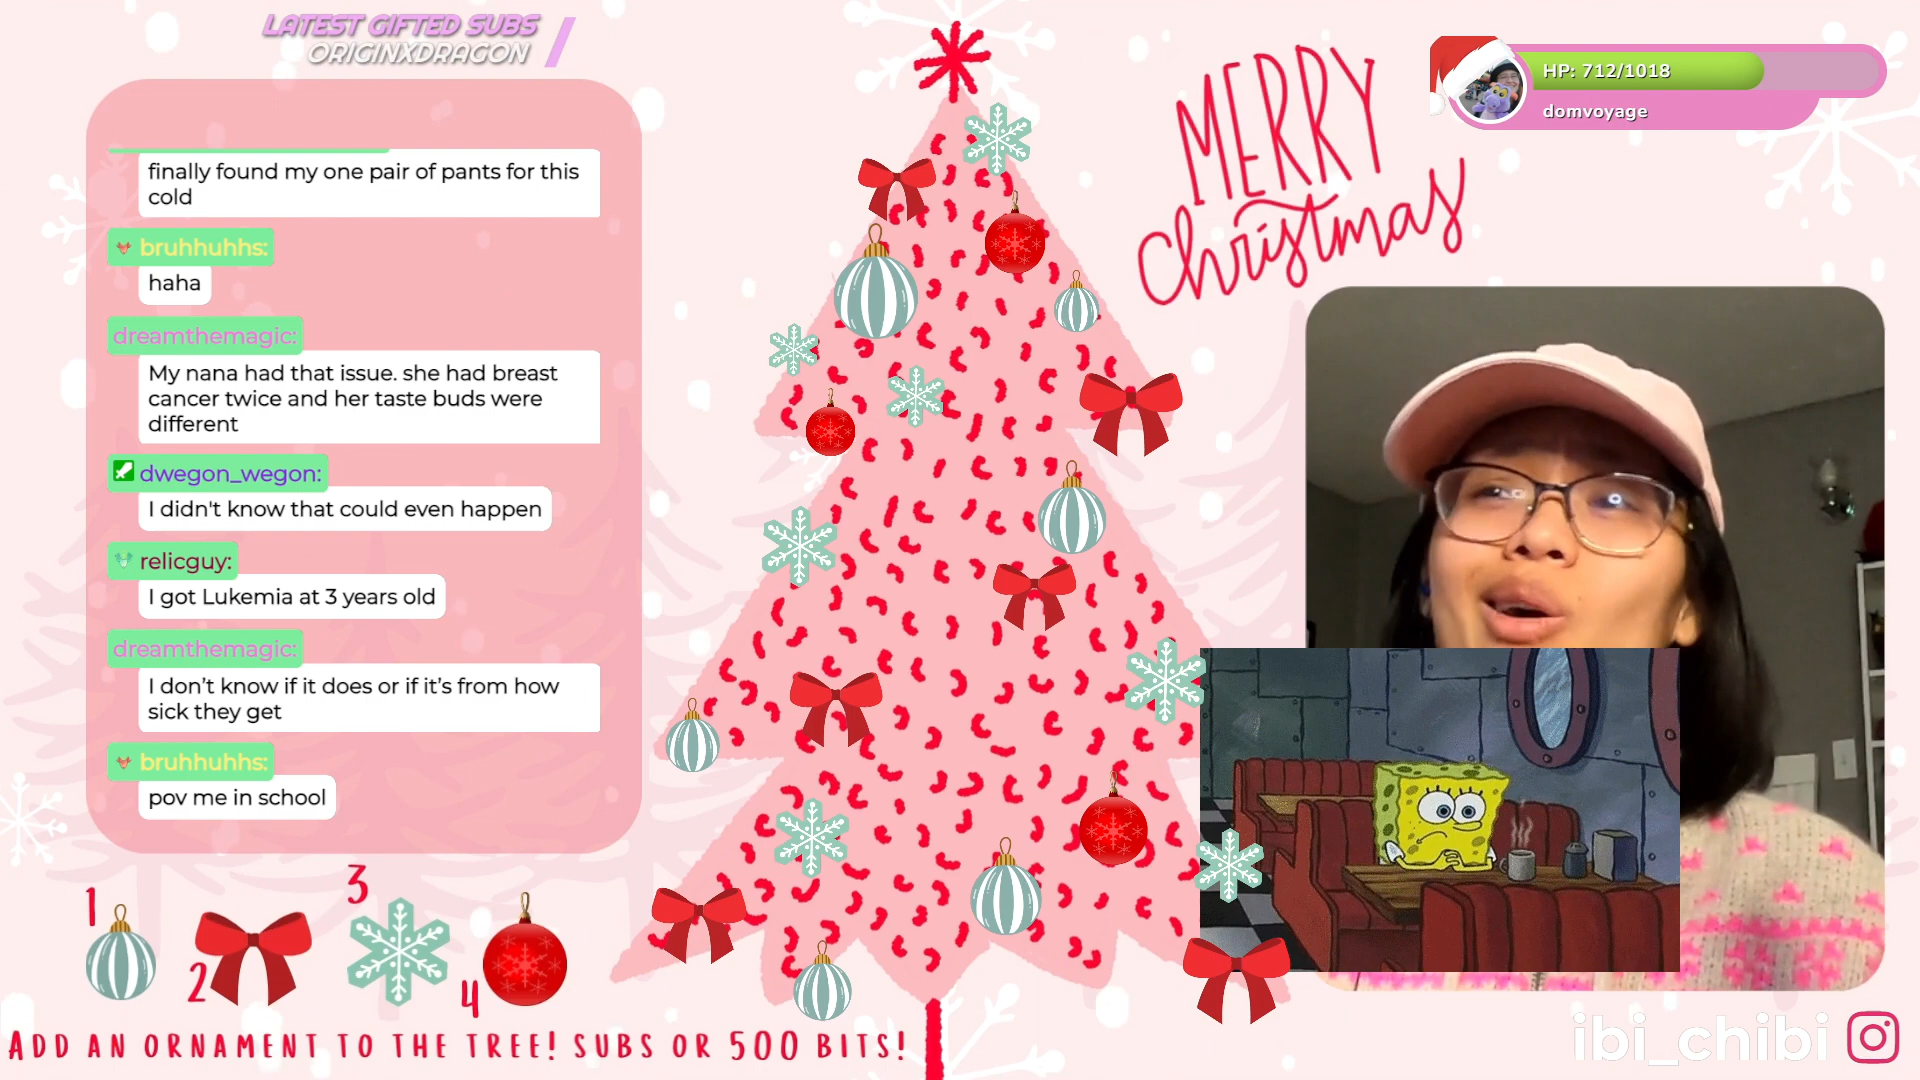 LATEST GIFTED SUBS
ORIGINXDRAGON
finally found my one pair of pants for this
cold
bruhhuhhs:
haha
dreamthemagic:
My nana had that issue. she had breast
cancer twice and her taste buds were
different
dwegon_wegon:
I didn't know that could even happen
relicguy:
I got Lukemia at 3 years old
dreamthemagic:
I don't know if it does or if it's from how
sick they get
bruhhuhhs:
pov me in school
1
2
3
4
ADD AN ORNAMENT TO THE TREE! SUBS OR 500 BITS!
MERRY
Christmas
HP: 712/1018
domvoyage
ibi_chibi